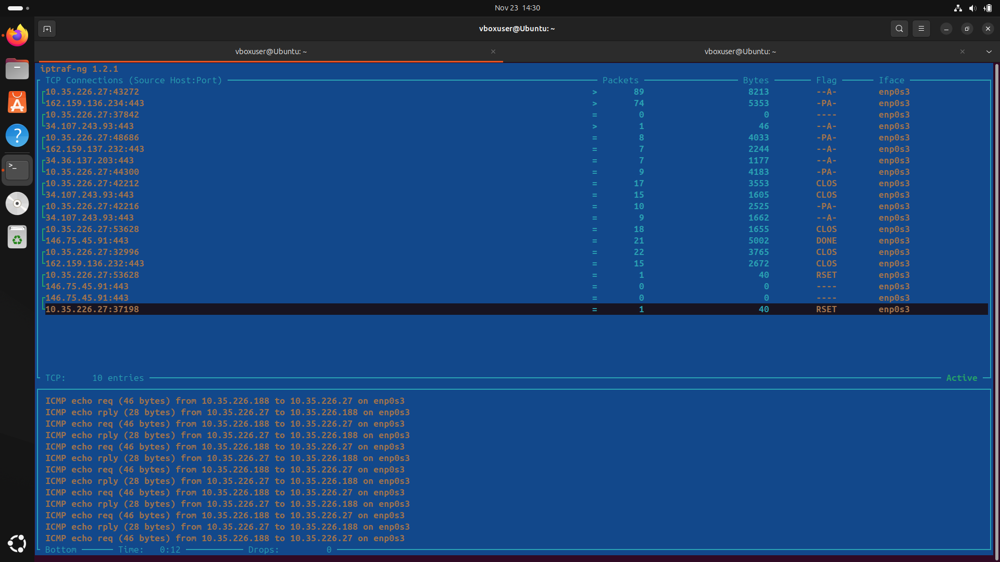 Nov 23 14:30
vboxuser@Ubuntu: ~
vboxuser@Ubuntu: ~
vboxuser@Ubuntu: ~
iptraf-ng 1.2.1
TCP Connections (Source Host:Port) Packets Bytes Flag Iface
10.35.226.27:43272 > 89 8213 --A- enp0s3
162.159.136.234:443 > 74 5353 -PA- enp0s3
10.35.226.27:37842 = 0 0 ---- enp0s3
34.107.243.93:443 > 1 46 --A- enp0s3
10.35.226.27:48686 = 8 4033 -PA- enp0s3
162.159.137.232:443 = 7 2244 --A- enp0s3
34.36.137.203:443 = 7 1177 --A- enp0s3
10.35.226.27:44300 = 9 4183 -PA- enp0s3
10.35.226.27:42212 = 17 3553 CLOS enp0s3
34.107.243.93:443 = 15 1605 CLOS enp0s3
10.35.226.27:42216 = 10 2525 -PA- enp0s3
34.107.243.93:443 = 9 1662 --A- enp0s3
10.35.226.27:53628 = 18 1655 CLOS enp0s3
146.75.45.91:443 = 21 5002 DONE enp0s3
10.35.226.27:32996 = 22 3765 CLOS enp0s3
162.159.136.232:443 = 15 2672 CLOS enp0s3
10.35.226.27:53628 = 1 40 RSET enp0s3
146.75.45.91:443 = 0 0 ---- enp0s3
146.75.45.91:443 = 0 0 ---- enp0s3
10.35.226.27:37198 = 1 40 RSET enp0s3
TCP: 10 entries Active
ICMP echo req (46 bytes) from 10.35.226.188 to 10.35.226.27 on enp0s3
ICMP echo rply (28 bytes) from 10.35.226.27 to 10.35.226.188 on enp0s3
ICMP echo req (46 bytes) from 10.35.226.188 to 10.35.226.27 on enp0s3
ICMP echo rply (28 bytes) from 10.35.226.27 to 10.35.226.188 on enp0s3
ICMP echo req (46 bytes) from 10.35.226.188 to 10.35.226.27 on enp0s3
ICMP echo rply (28 bytes) from 10.35.226.27 to 10.35.226.188 on enp0s3
ICMP echo req (46 bytes) from 10.35.226.188 to 10.35.226.27 on enp0s3
ICMP echo rply (28 bytes) from 10.35.226.27 to 10.35.226.188 on enp0s3
ICMP echo req (46 bytes) from 10.35.226.188 to 10.35.226.27 on enp0s3
ICMP echo rply (28 bytes) from 10.35.226.27 to 10.35.226.188 on enp0s3
ICMP echo req (46 bytes) from 10.35.226.188 to 10.35.226.27 on enp0s3
ICMP echo rply (28 bytes) from 10.35.226.27 to 10.35.226.188 on enp0s3
ICMP echo req (46 bytes) from 10.35.226.188 to 10.35.226.27 on enp0s3
Bottom Time: 0:12 Drops: 0